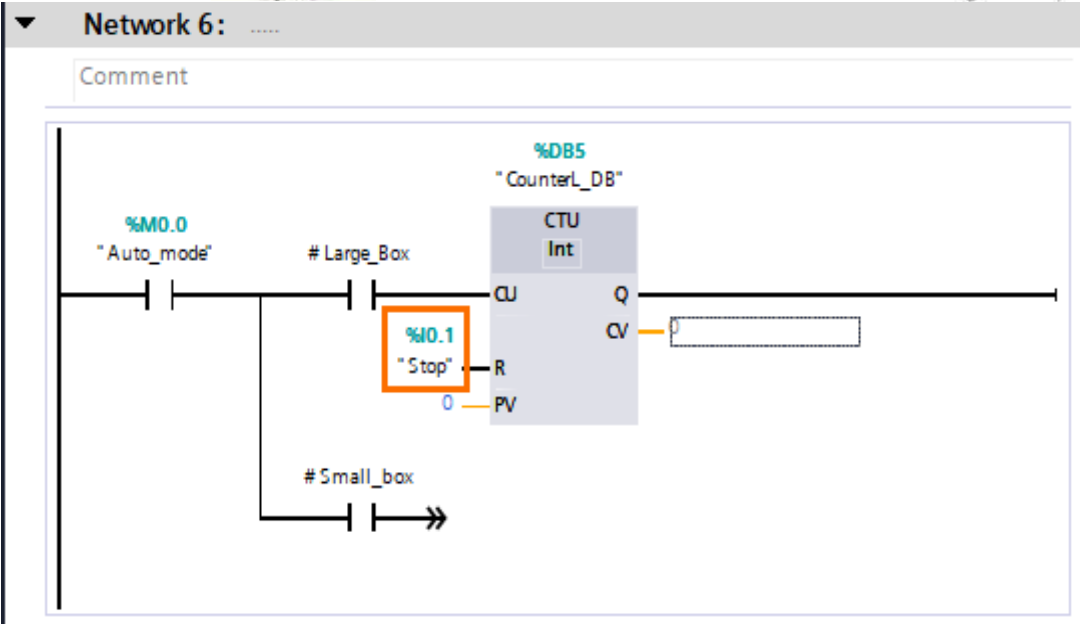 Network 6: .....
Comment
%DB5
"CounterL_DB"
%M0.0
"Auto_mode"
#Large_Box
CTU
Int
CU
Q
%I0.1
"Stop"
CV
0
R
0
PV
#Small_box